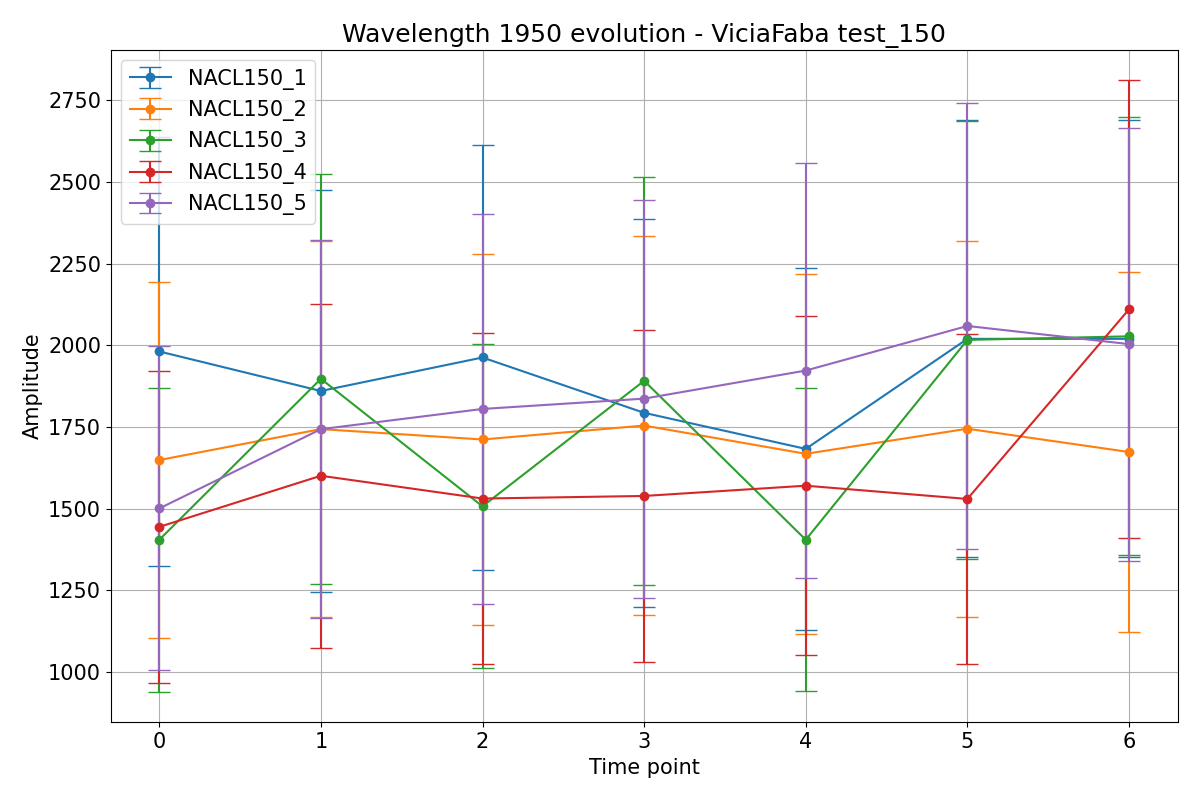 Wavelength 1950 evolution - ViciaFaba test_150
NACL150_1
NACL150_2
NACL150_3
NACL150_4
NACL150_5
Amplitude
2750
2500
2250
2000
1750
1500
1250
1000
0 1 2 3 4 5 6
Time point